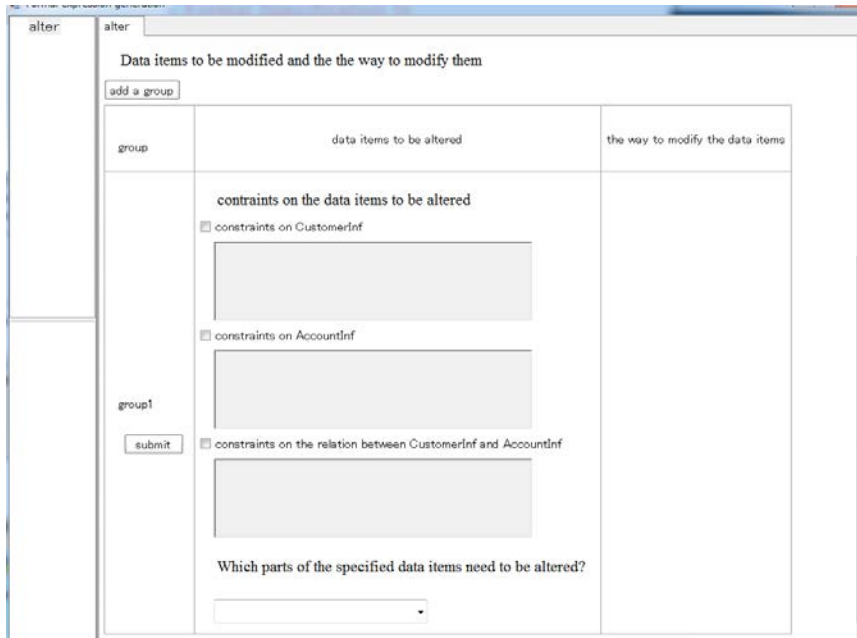 Formal expression generation
alter
alter
Data items to be modified and the the way to modify them
add a group
group
data items to be altered
the way to modify the data items
contraints on the data items to be altered
constraints on CustomerInf
constraints on AccountInf
group1
submit
constraints on the relation between CustomerInf and AccountInf
Which parts of the specified data items need to be altered?